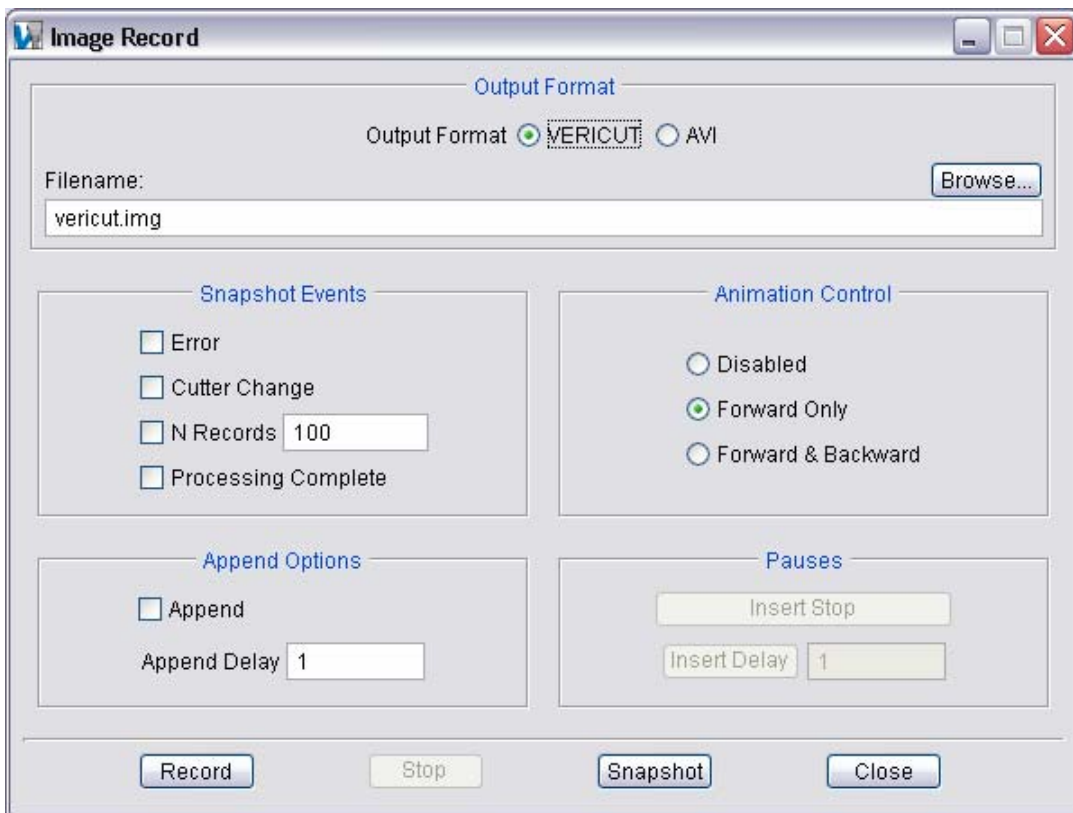 Image Record
Output Format
Output Format VERICUT AVI
Filename: Browse...
vericut.img
Snapshot Events
Error
Cutter Change
N Records 100
Processing Complete
Animation Control
Disabled
Forward Only
Forward & Backward
Append Options
Append
Append Delay 1
Pauses
Insert Stop
Insert Delay 1
Record Stop Snapshot Close